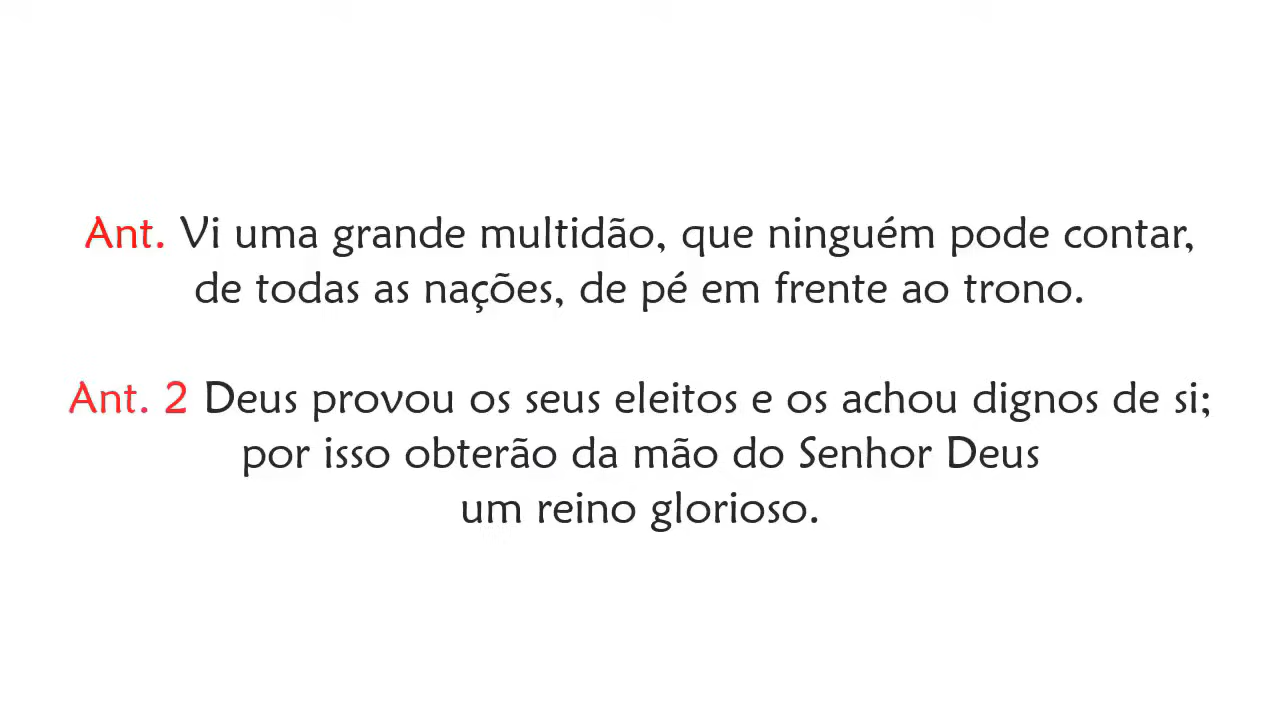 Ant. Vi uma grande multidão, que ninguém pode contar,
de todas as nações, de pé em frente ao trono.
Ant. 2 Deus provou os seus eleitos e os achou dignos de si;
por isso obterão da mão do Senhor Deus
um reino glorioso.